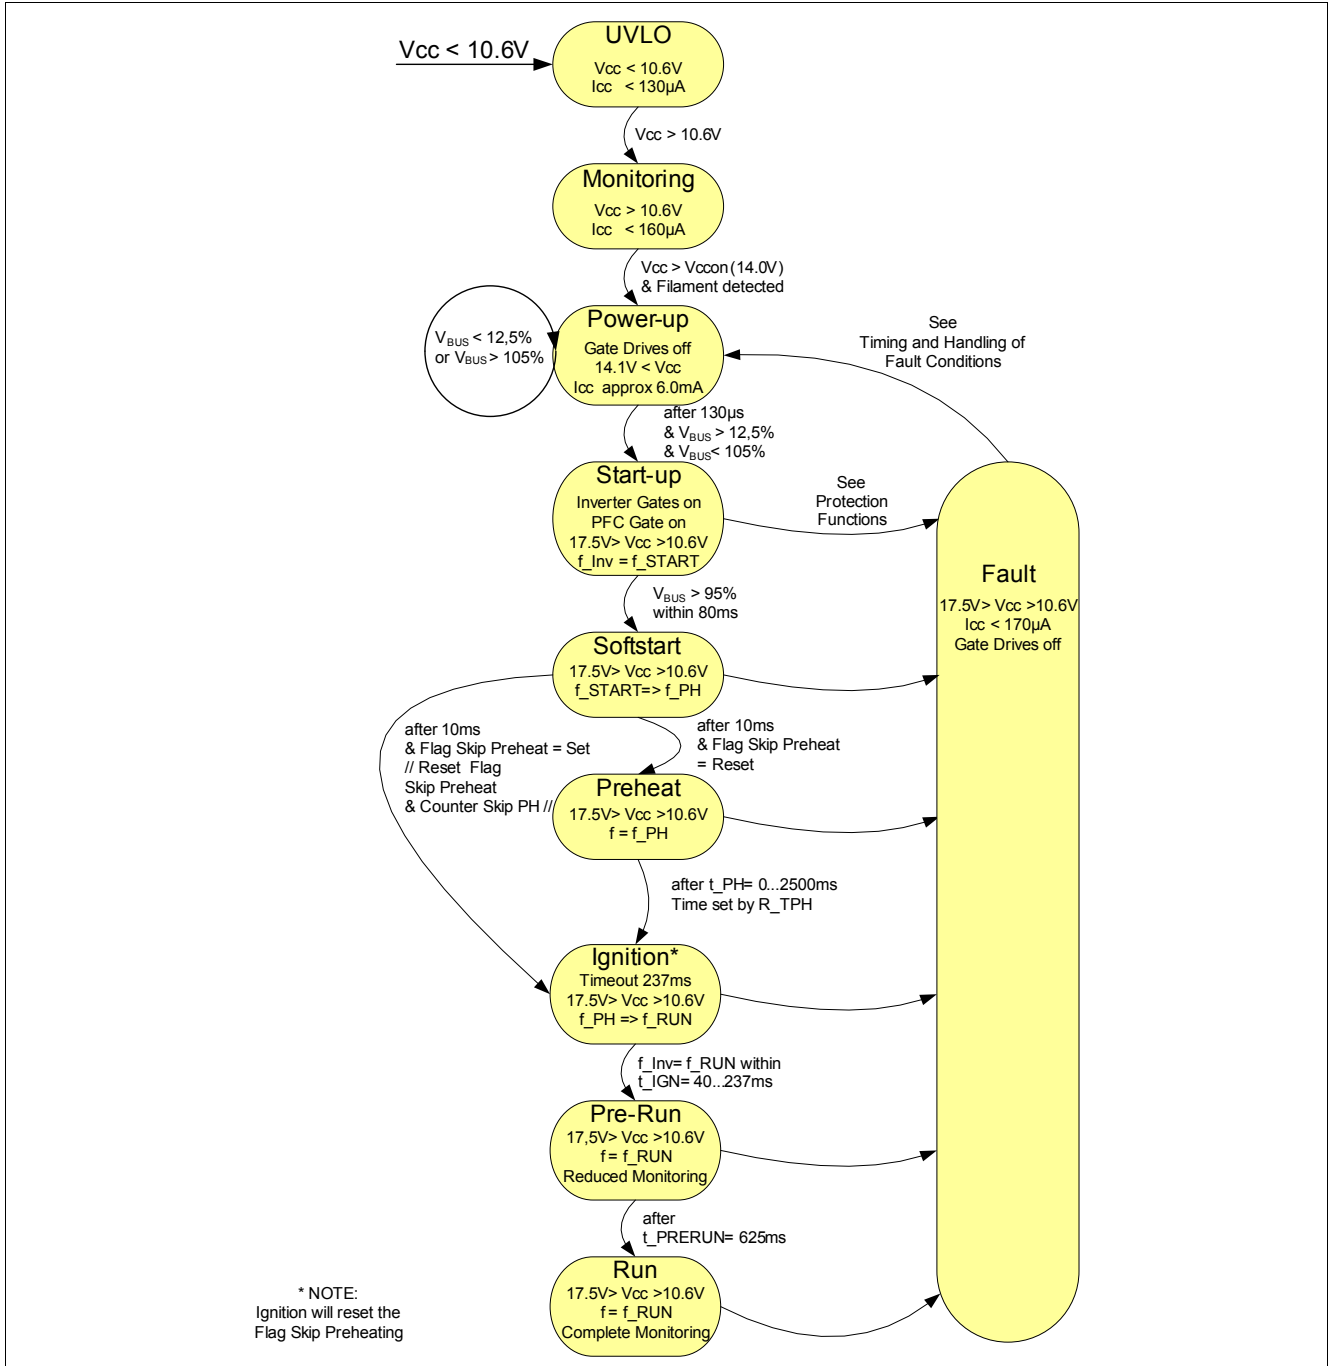 Vcc < 10.6V
UVLO
Vcc < 10.6V
Icc < 130µA
Vcc > 10.6V
Monitoring
Vcc > 10.6V
Icc < 160µA
Vcc > Vccon (14.0V)
& Filament detected
VBUS < 12,5%
or VBUS > 105%
Power-up
Gate Drives off
14.1V < Vcc
Icc approx 6.0mA
See
Timing and Handling of
Fault Conditions
after 130µs
& VBUS > 12,5%
& VBUS < 105%
Start-up
Inverter Gates on
PFC Gate on
17.5V> Vcc >10.6V
f_Inv = f_START
See
Protection
Functions
Fault
17.5V> Vcc >10.6V
Icc < 170µA
Gate Drives off
VBUS > 95%
within 80ms
Softstart
17.5V> Vcc >10.6V
f_START=> f_PH
after 10ms
& Flag Skip Preheat = Set
// Reset Flag
Skip Preheat
& Counter Skip PH //
after 10ms
& Flag Skip Preheat
= Reset
Preheat
17.5V> Vcc >10.6V
f = f_PH
after t_PH= 0...2500ms
Time set by R_TPH
Ignition*
Timeout 237ms
17.5V> Vcc >10.6V
f_PH => f_RUN
f_Inv= f_RUN within
t_IGN= 40...237ms
Pre-Run
17,5V> Vcc >10.6V
f = f_RUN
Reduced Monitoring
after
t_PRERUN= 625ms
Run
17.5V> Vcc >10.6V
f = f_RUN
Complete Monitoring
* NOTE:
Ignition will reset the
Flag Skip Preheating